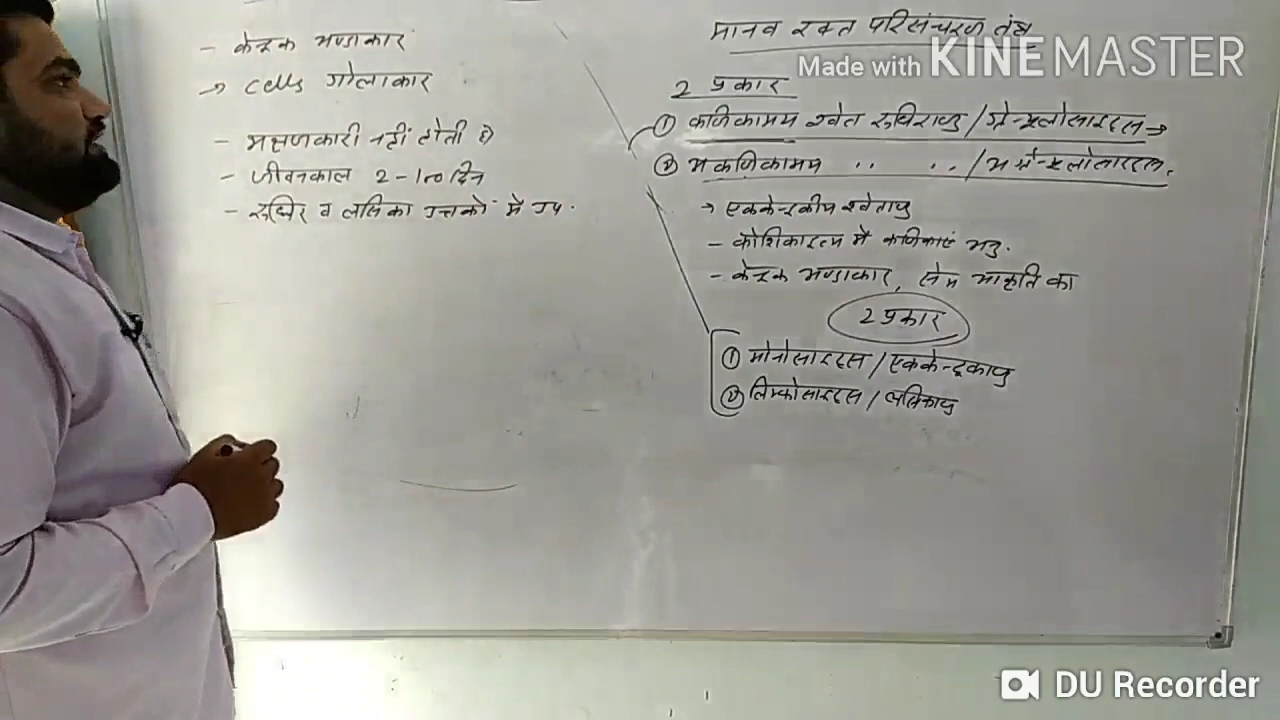 - केन्द्रक अण्डाकार
→ cells गोलाकार
- भक्षणकारी नहीं होती है
- जीवनकाल 2-100 दिन
- रूधिर व लसिका उत्तकों में उप.
मानव रक्त परिसंचरण तंत्र
2 प्रकार
① कणिकामय श्वेत रूधिराणु / ग्रेन्यूलोसाइट्स →
② अकणिकामय .. .. / अग्रेन्यूलोसाइट्स.
→ एककेन्द्रकीय श्वेताणु
- कोशिकाद्रव्य में कणिकाएं अनु.
- केन्द्रक अण्डाकार, सेम आकृति का
2 प्रकार
① मोनोसाइट्स / एककेन्द्रकाणु
② लिम्फोसाइट्स / लसिकाणु
Made with KINEMASTER
DU Recorder